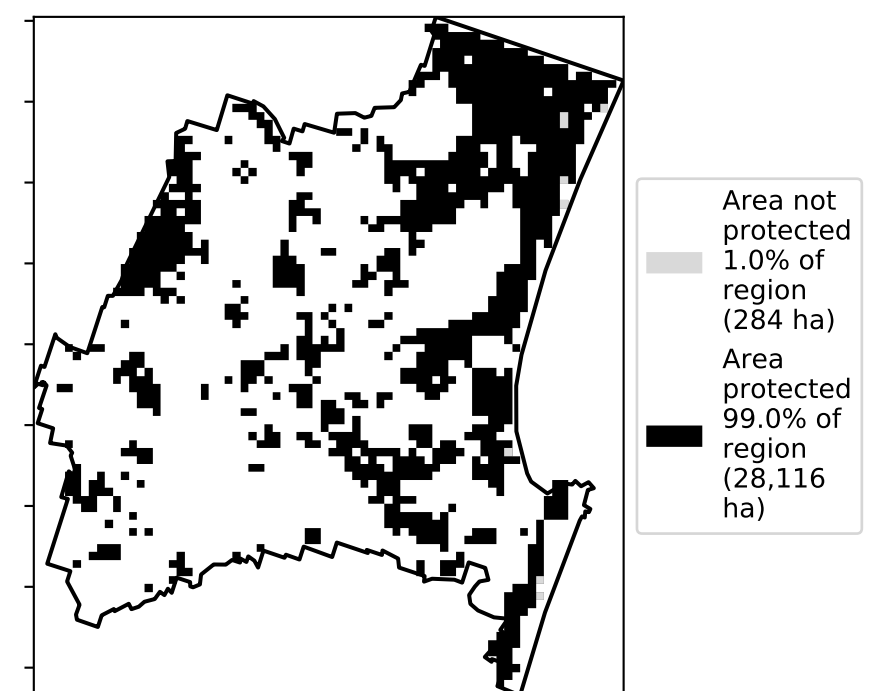 Area not
protected
1.0% of
region
(284 ha)
Area
protected
99.0% of
region
(28,116
ha)